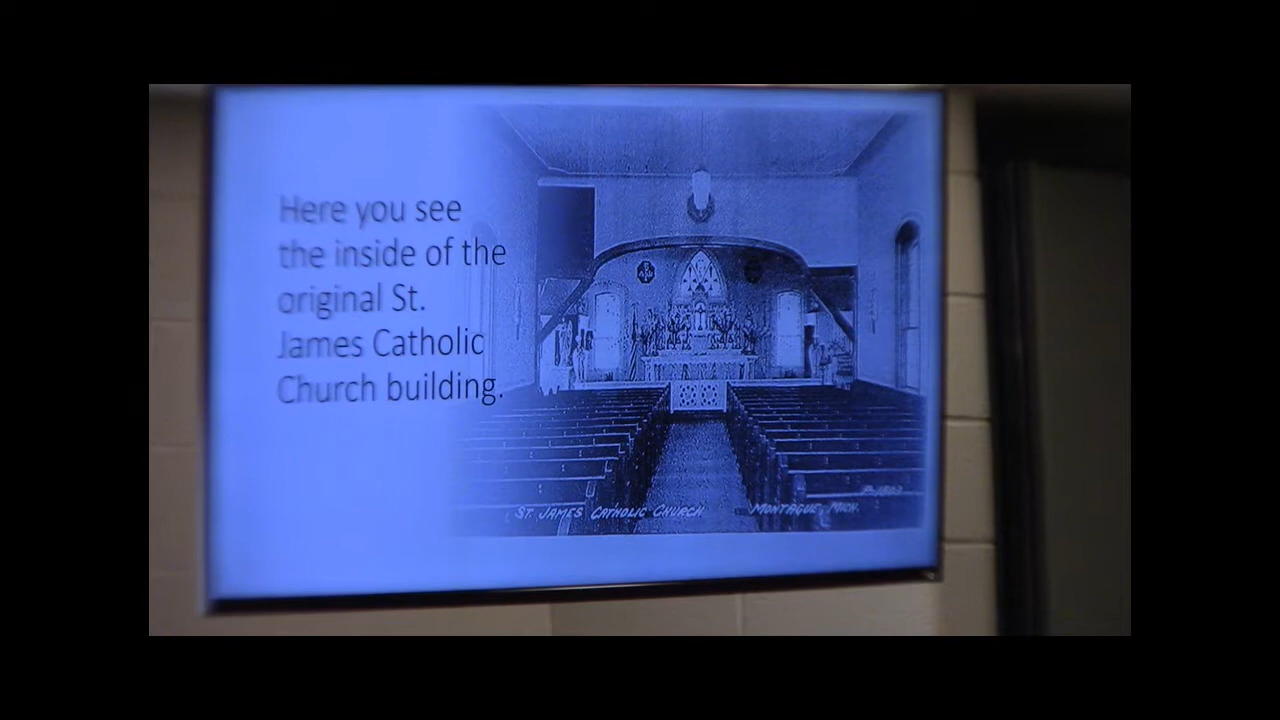 Here you see
the inside of the
original St.
James Catholic
Church building.
ST. JAMES CATHOLIC CHURCH MONTAGUE, MICH.